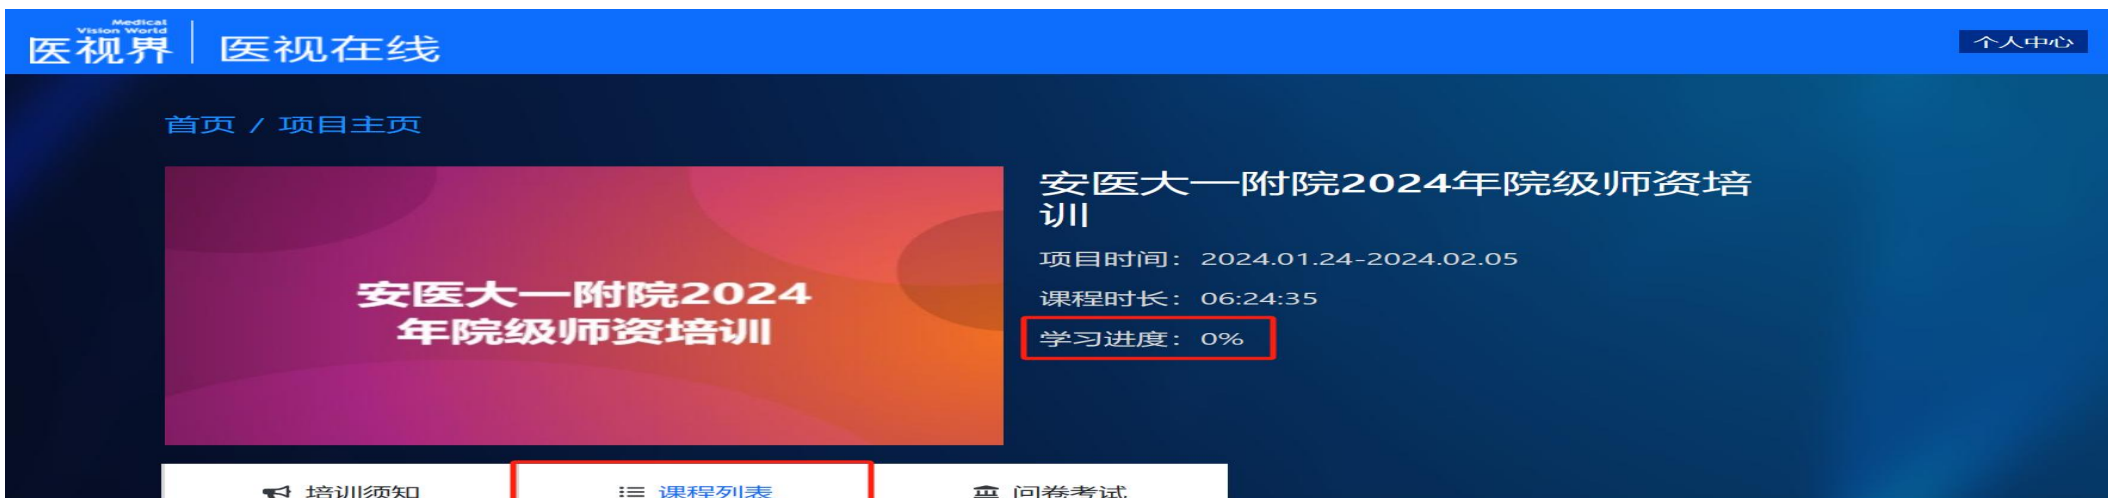 Medical
Vision World
医视界
医视在线
个人中心
首页 / 项目主页
安医大一附院2024
年院级师资培训
安医大一附院2024年院级师资培
训
项目时间：2024.01.24-2024.02.05
课程时长：06:24:35
学习进度：0%
培训须知
课程列表
问卷考试